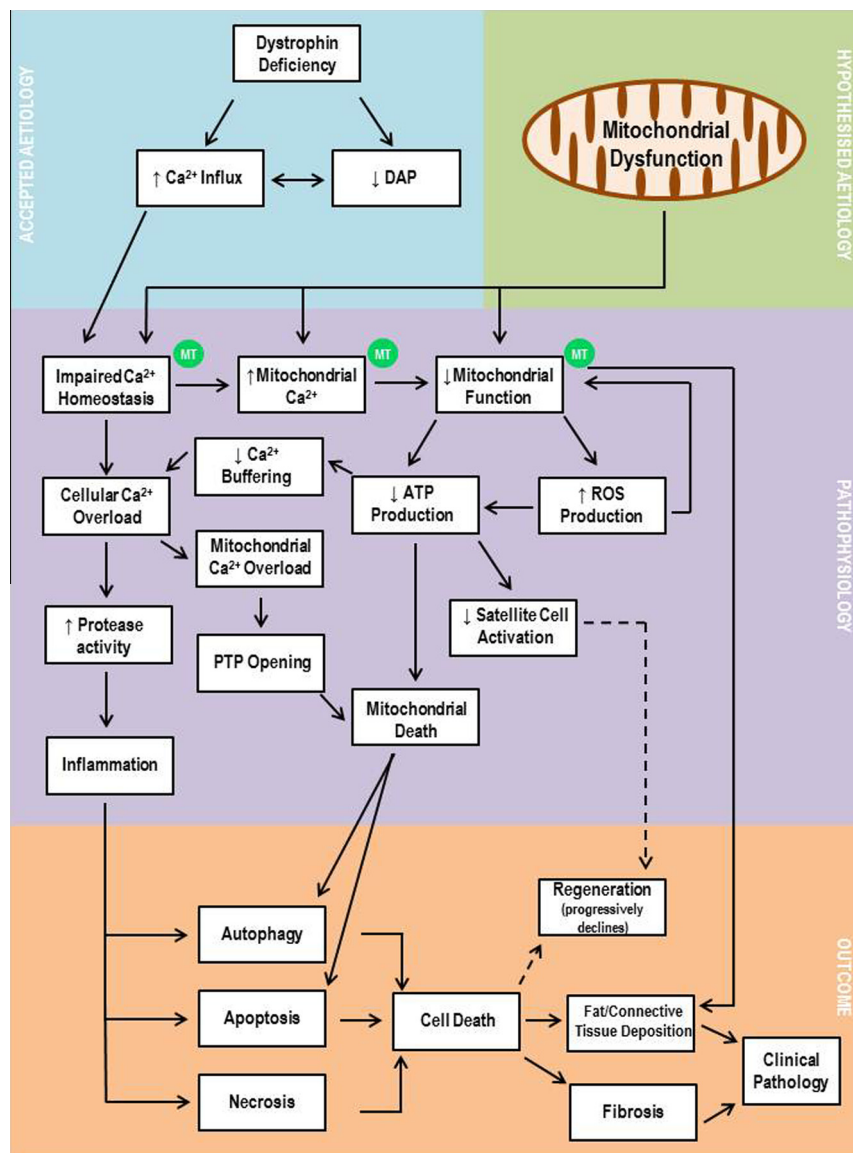 ACCEPTED AETIOLOGY
Dystrophin
Deficiency
↑ Ca²⁺ Influx
↓ DAP
HYPOTHESISED AETIOLOGY
Mitochondrial
Dysfunction
PATHOPHYSIOLOGY
Impaired Ca²⁺
Homeostasis
MT
↑ Mitochondrial
Ca²⁺
MT
↓ Mitochondrial
Function
MT
Cellular Ca²⁺
Overload
↓ Ca²⁺
Buffering
↓ ATP
Production
↑ ROS
Production
Mitochondrial
Ca²⁺ Overload
↑ Protease
activity
PTP Opening
↓ Satellite Cell
Activation
Mitochondrial
Death
Inflammation
OUTCOME
Autophagy
Apoptosis
Necrosis
Cell Death
Regeneration
(progressively
declines)
Fat/Connective
Tissue Deposition
Fibrosis
Clinical
Pathology